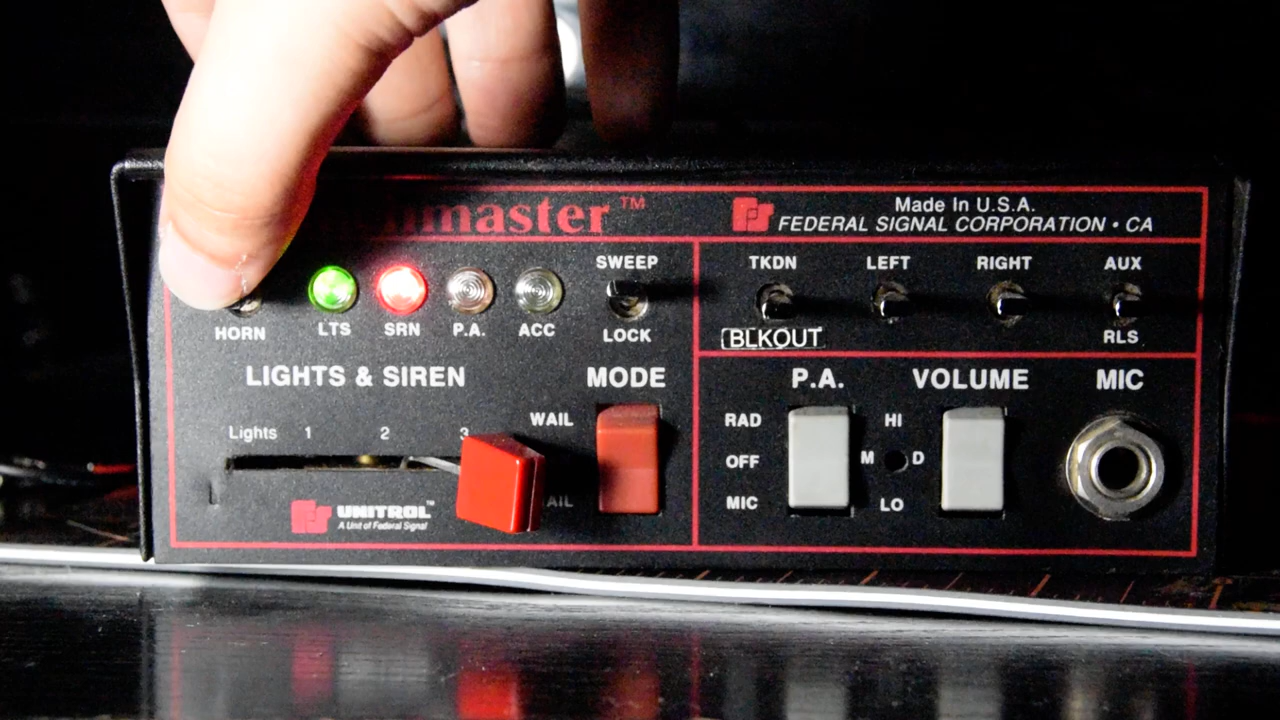 master™
Made In U.S.A.
FEDERAL SIGNAL CORPORATION • CA
SWEEP
TKDN LEFT RIGHT AUX
HORN LTS SRN P.A. ACC LOCK
BLKOUT RLS
LIGHTS & SIREN MODE P.A. VOLUME MIC
Lights 1 2 3
WAIL RAD HI
OFF M D
AIL MIC LO
UNITROL™
A Unit of Federal Signal